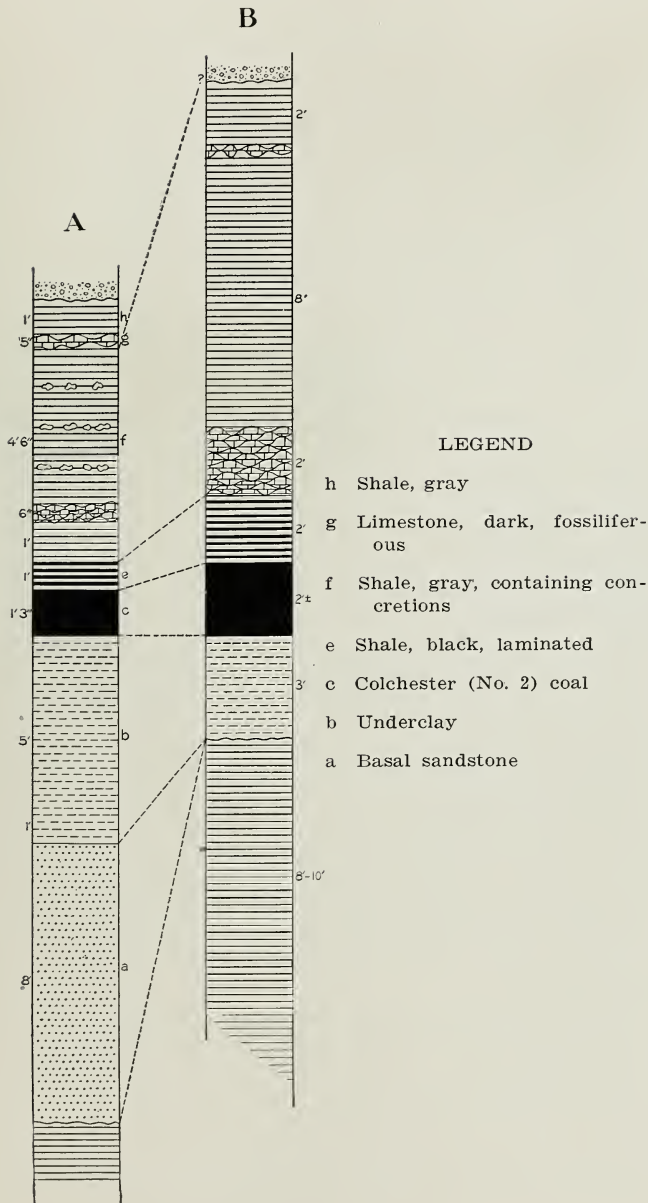 B
A
?
2'
8'
2'
2'
2'±
3'
8'-10'
1'
h
5"
g
4'6"
f
6"
1'
1'
e
1'3"
c
5'
b
1'
8'
a
LEGEND
h Shale, gray
g Limestone, dark, fossilifer-
ous
f Shale, gray, containing con-
cretions
e Shale, black, laminated
c Colchester (No. 2) coal
b Underclay
a Basal sandstone